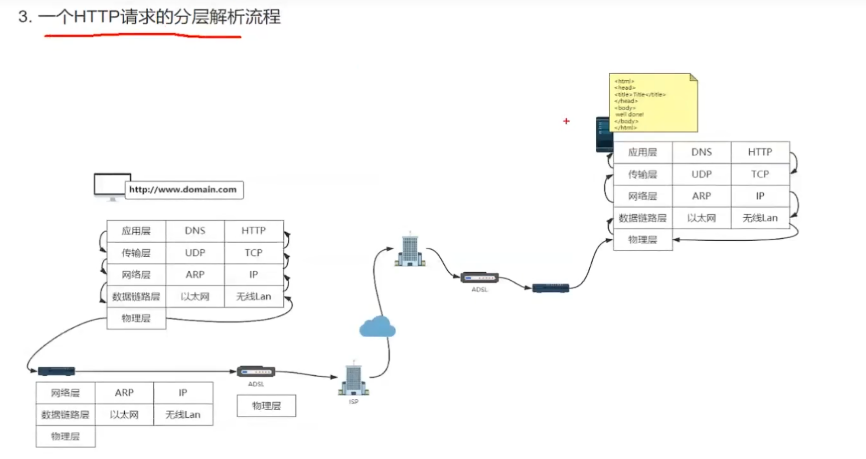 3. 一个HTTP请求的分层解析流程
<html>
<head>
<title>Title</title>
</head>
<body>
well done!
</body>
</html>
应用层 DNS HTTP
传输层 UDP TCP
网络层 ARP IP
数据链路层 以太网 无线Lan
物理层
http://www.domain.com
应用层 DNS HTTP
传输层 UDP TCP
网络层 ARP IP
数据链路层 以太网 无线Lan
物理层
ADSL
ADSL
ISP
物理层
网络层 ARP IP
数据链路层 以太网 无线Lan
物理层